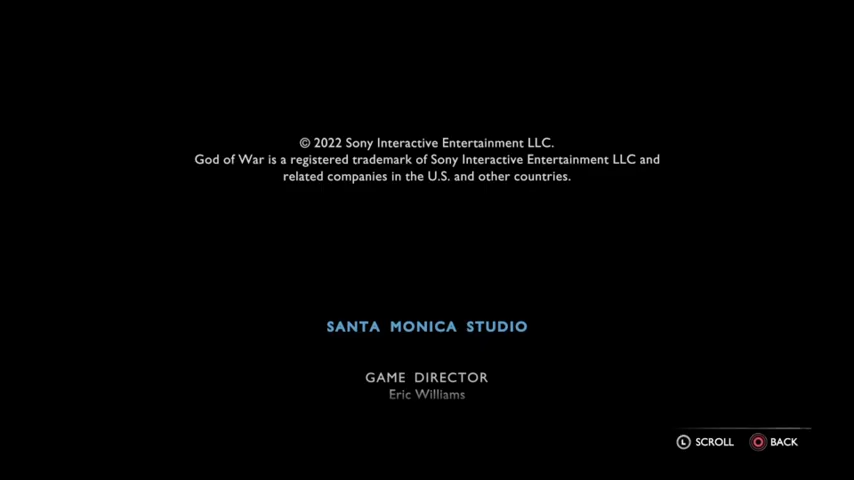 © 2022 Sony Interactive Entertainment LLC.
God of War is a registered trademark of Sony Interactive Entertainment LLC and
related companies in the U.S. and other countries.
SANTA MONICA STUDIO
GAME DIRECTOR
Eric Williams
L SCROLL BACK